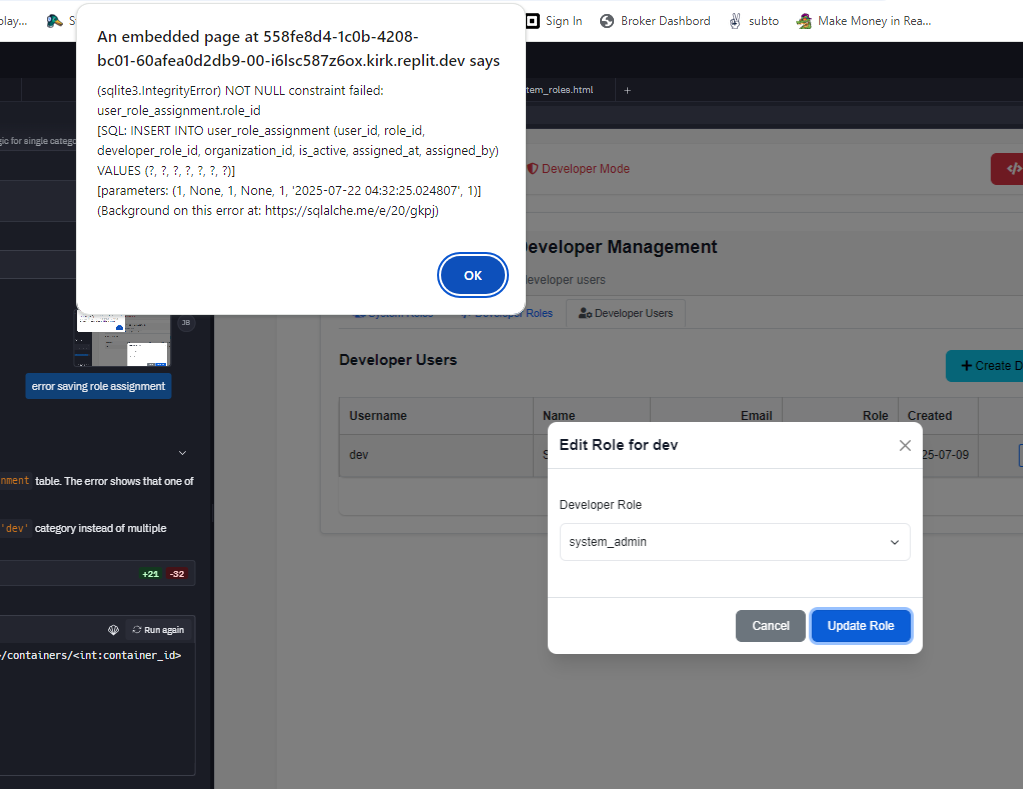 play...
S
Sign In
Broker Dashbord
subto
Make Money in Rea...
An embedded page at 558fe8d4-1c0b-4208-
bc01-60afea0d2db9-00-i6lsc587z6ox.kirk.replit.dev says
(sqlite3.IntegrityError) NOT NULL constraint failed:
user_role_assignment.role_id
[SQL: INSERT INTO user_role_assignment (user_id, role_id,
developer_role_id, organization_id, is_active, assigned_at, assigned_by)
VALUES (?, ?, ?, ?, ?, ?, ?)]
[parameters: (1, None, 1, None, 1, '2025-07-22 04:32:25.024807', 1)]
(Background on this error at: https://sqlalche.me/e/20/gkpj)
OK
tem_roles.html
+
gic for single catego
Developer Mode
</>
Developer Management
developer users
Developer Roles
Developer Users
JB
error saving role assignment
Developer Users
+ Create D
Username
Name
Email
Role
Created
dev
S
25-07-09
nment table. The error shows that one of
'dev' category instead of multiple
+21 -32
Run again
/containers/<int:container_id>
Edit Role for dev
Developer Role
system_admin
Cancel
Update Role